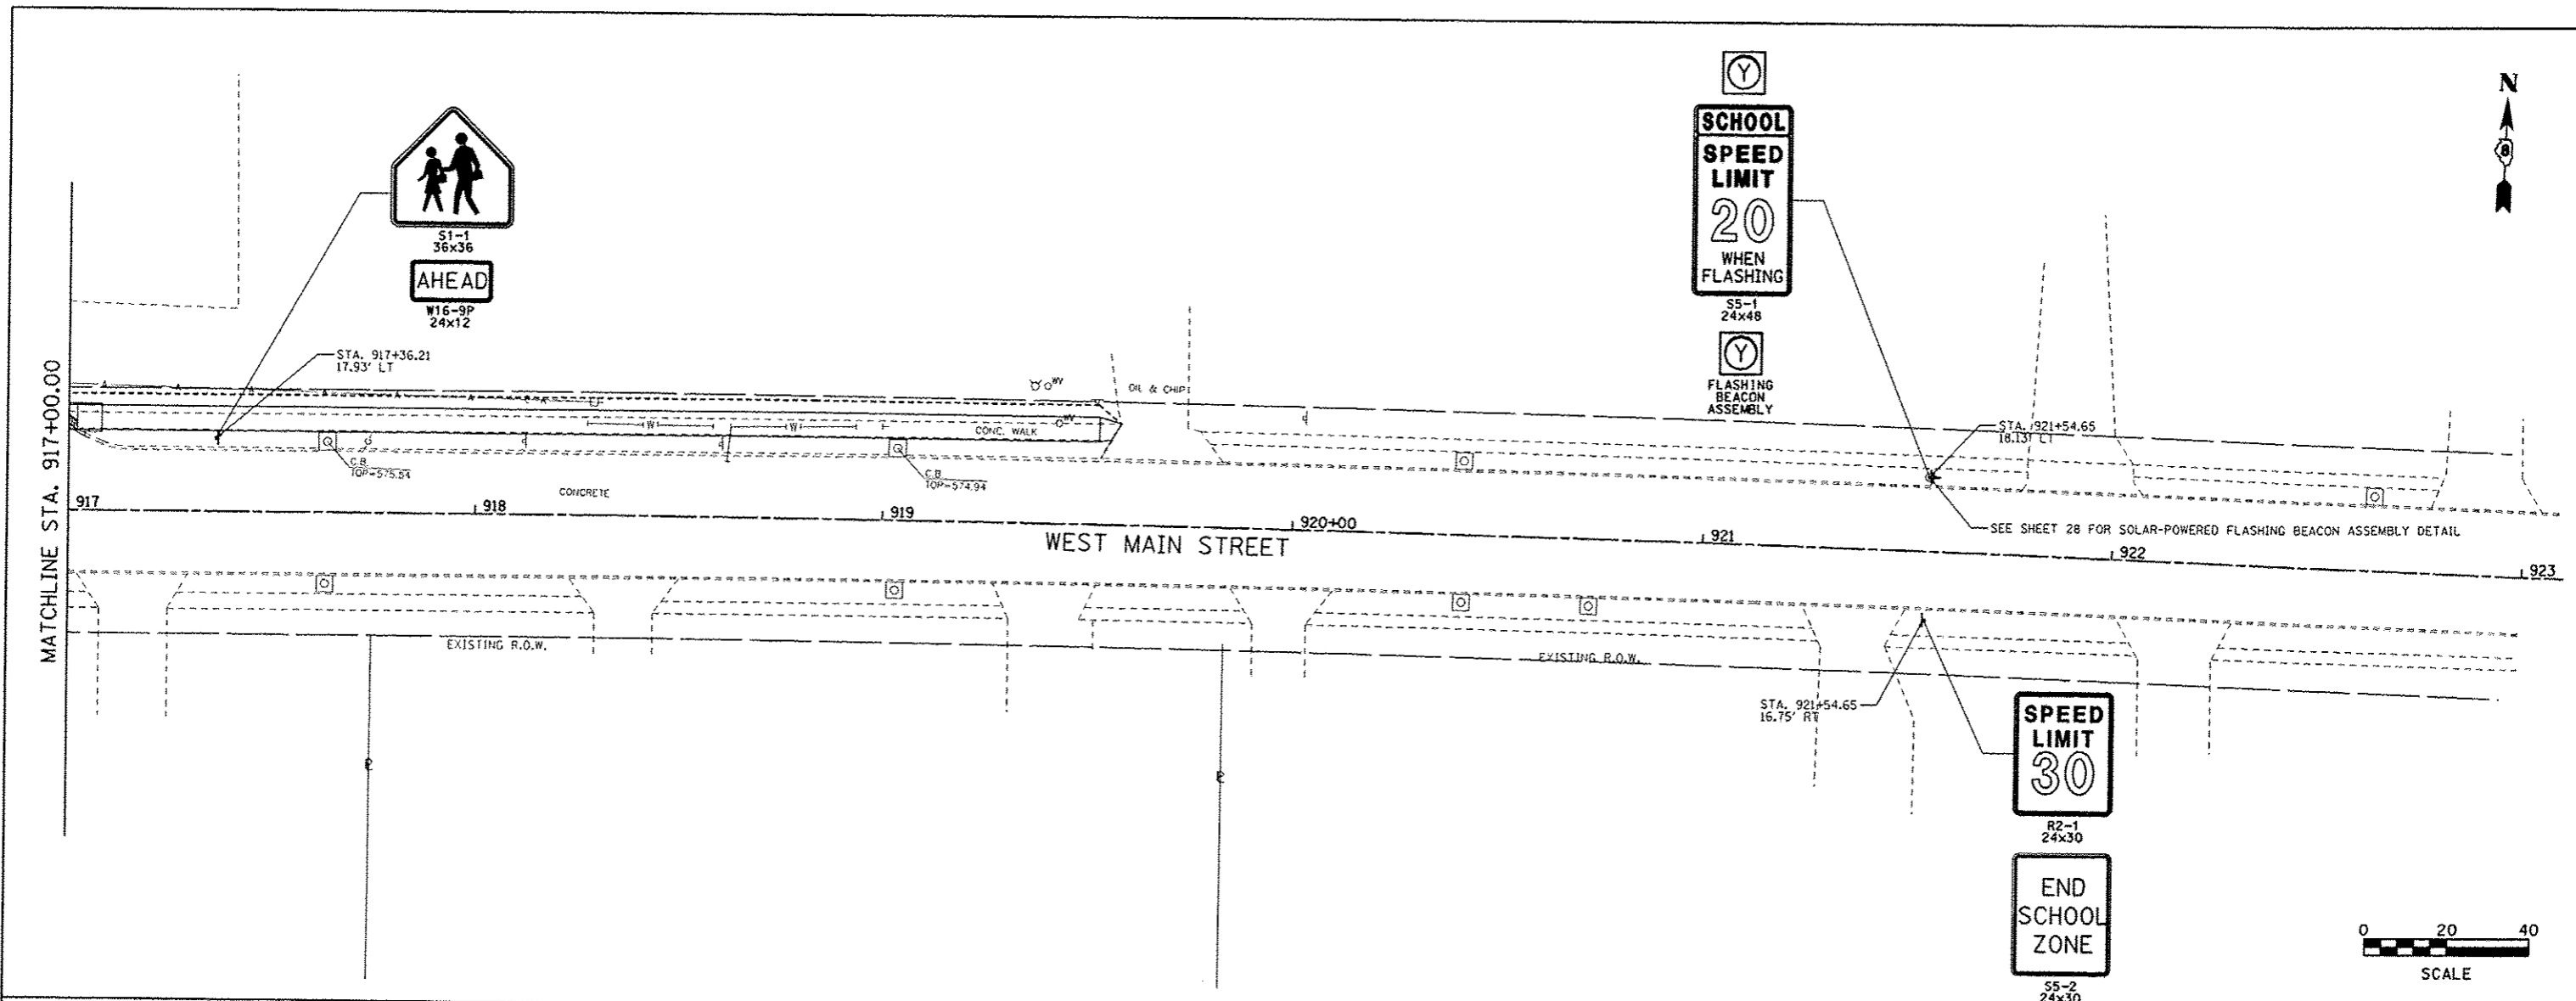 Y
SCHOOL
SPEED
LIMIT
20
WHEN
FLASHING
S5-1
24x48
Y
FLASHING
BEACON
ASSEMBLY
N
8
S1-1
36x36
AHEAD
W16-9P
24x12
STA. 917+36.21
17.93' LT
WV
OIL & CHIP
W
W
WV
CONC. WALK
C.B.
TOP=575.54
C.B.
TOP=574.94
CONCRETE
STA. 921+54.65
18.13' LT
SEE SHEET 28 FOR SOLAR-POWERED FLASHING BEACON ASSEMBLY DETAIL
MATCHLINE STA. 917+00.00
917
918
919
920+00
921
922
923
WEST MAIN STREET
EXISTING R.O.W.
EXISTING R.O.W.
STA. 921+54.65
16.75' RT
SPEED
LIMIT
30
R2-1
24x30
END
SCHOOL
ZONE
S5-2
24x30
0 20 40
SCALE